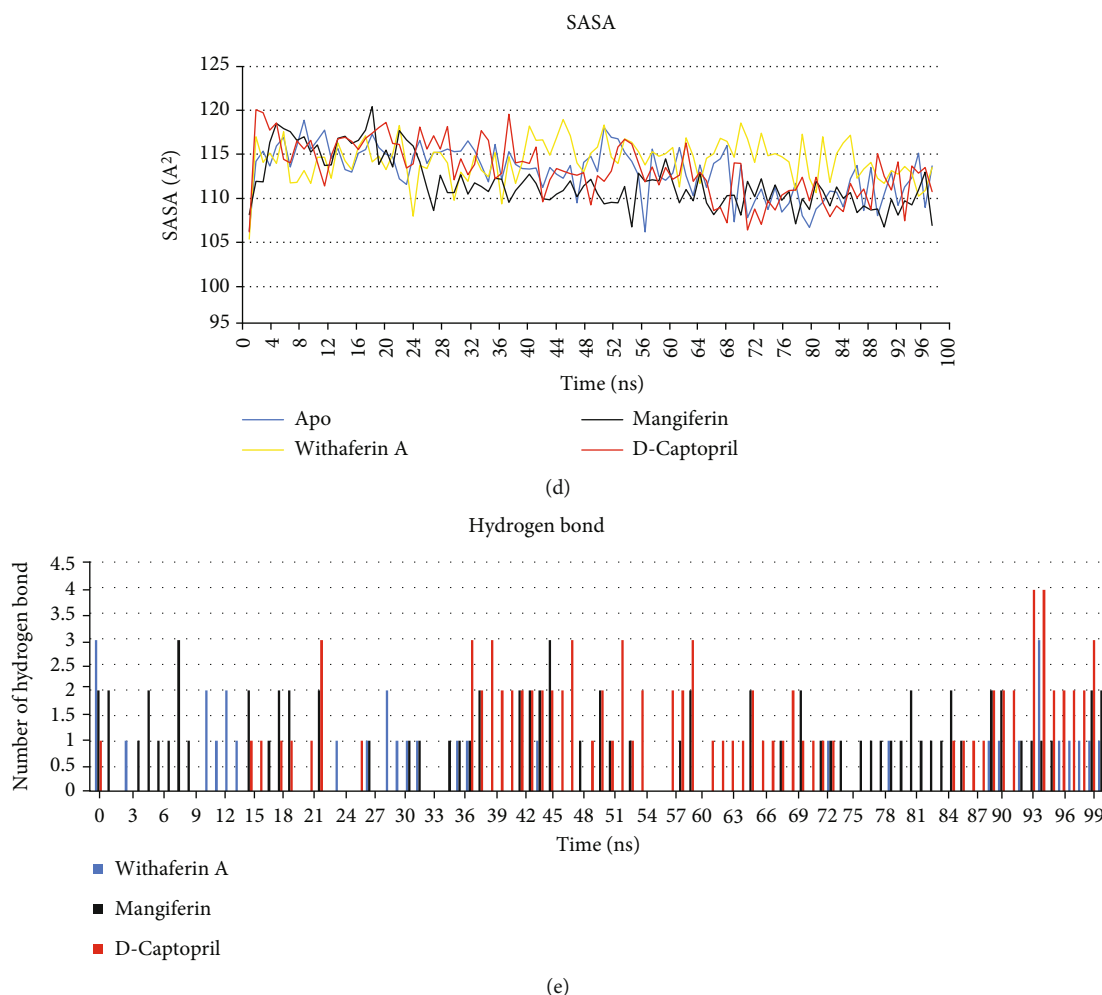 SASA
125
120
115
110
105
100
95
SASA (A²)
0 4 8 12 16 20 24 28 32 36 40 44 48 52 56 60 64 68 72 76 80 84 88 92 96 100
Time (ns)
Apo Mangiferin
Withaferin A D-Captopril
(d)
Hydrogen bond
4.5
4
3.5
3
2.5
2
1.5
1
0.5
0
Number of hydrogen bond
0 3 6 9 12 15 18 21 24 27 30 33 36 39 42 45 48 51 54 57 60 63 66 69 72 75 78 81 84 87 90 93 96 99
Time (ns)
Withaferin A
Mangiferin
D-Captopril
(e)